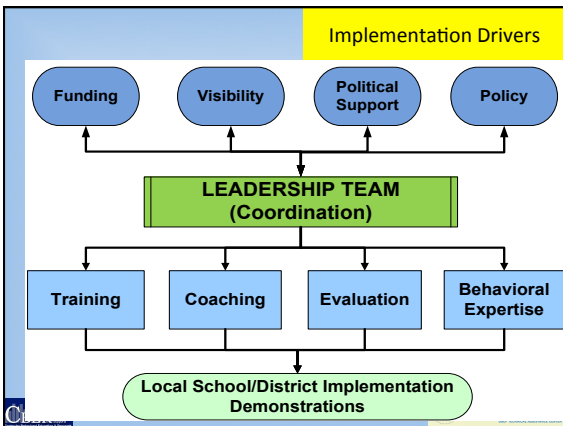 Implementation Drivers
Funding
Visibility
Political
Support
Policy
LEADERSHIP TEAM
(Coordination)
Training
Coaching
Evaluation
Behavioral
Expertise
Local School/District Implementation
Demonstrations